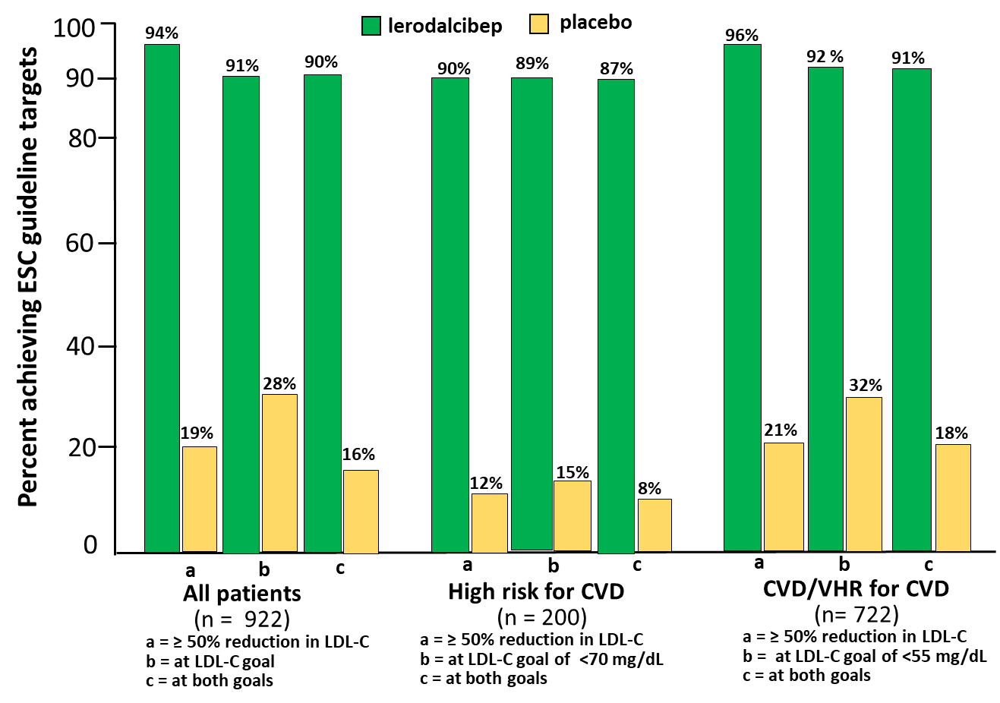 lerodalcibep placebo
Percent achieving ESC guideline targets
100
90
80
60
40
20
0
94% 91% 90% 90% 89% 87% 96% 92 % 91%
19% 28% 16% 12% 15% 8% 21% 32% 18%
a b c a b c a b c
All patients
(n = 922)
a = ≥ 50% reduction in LDL-C
b = at LDL-C goal
c = at both goals
High risk for CVD
(n = 200)
a = ≥ 50% reduction in LDL-C
b = at LDL-C goal of <70 mg/dL
c = at both goals
CVD/VHR for CVD
(n= 722)
a = ≥ 50% reduction in LDL-C
b = at LDL-C goal of <55 mg/dL
c = at both goals